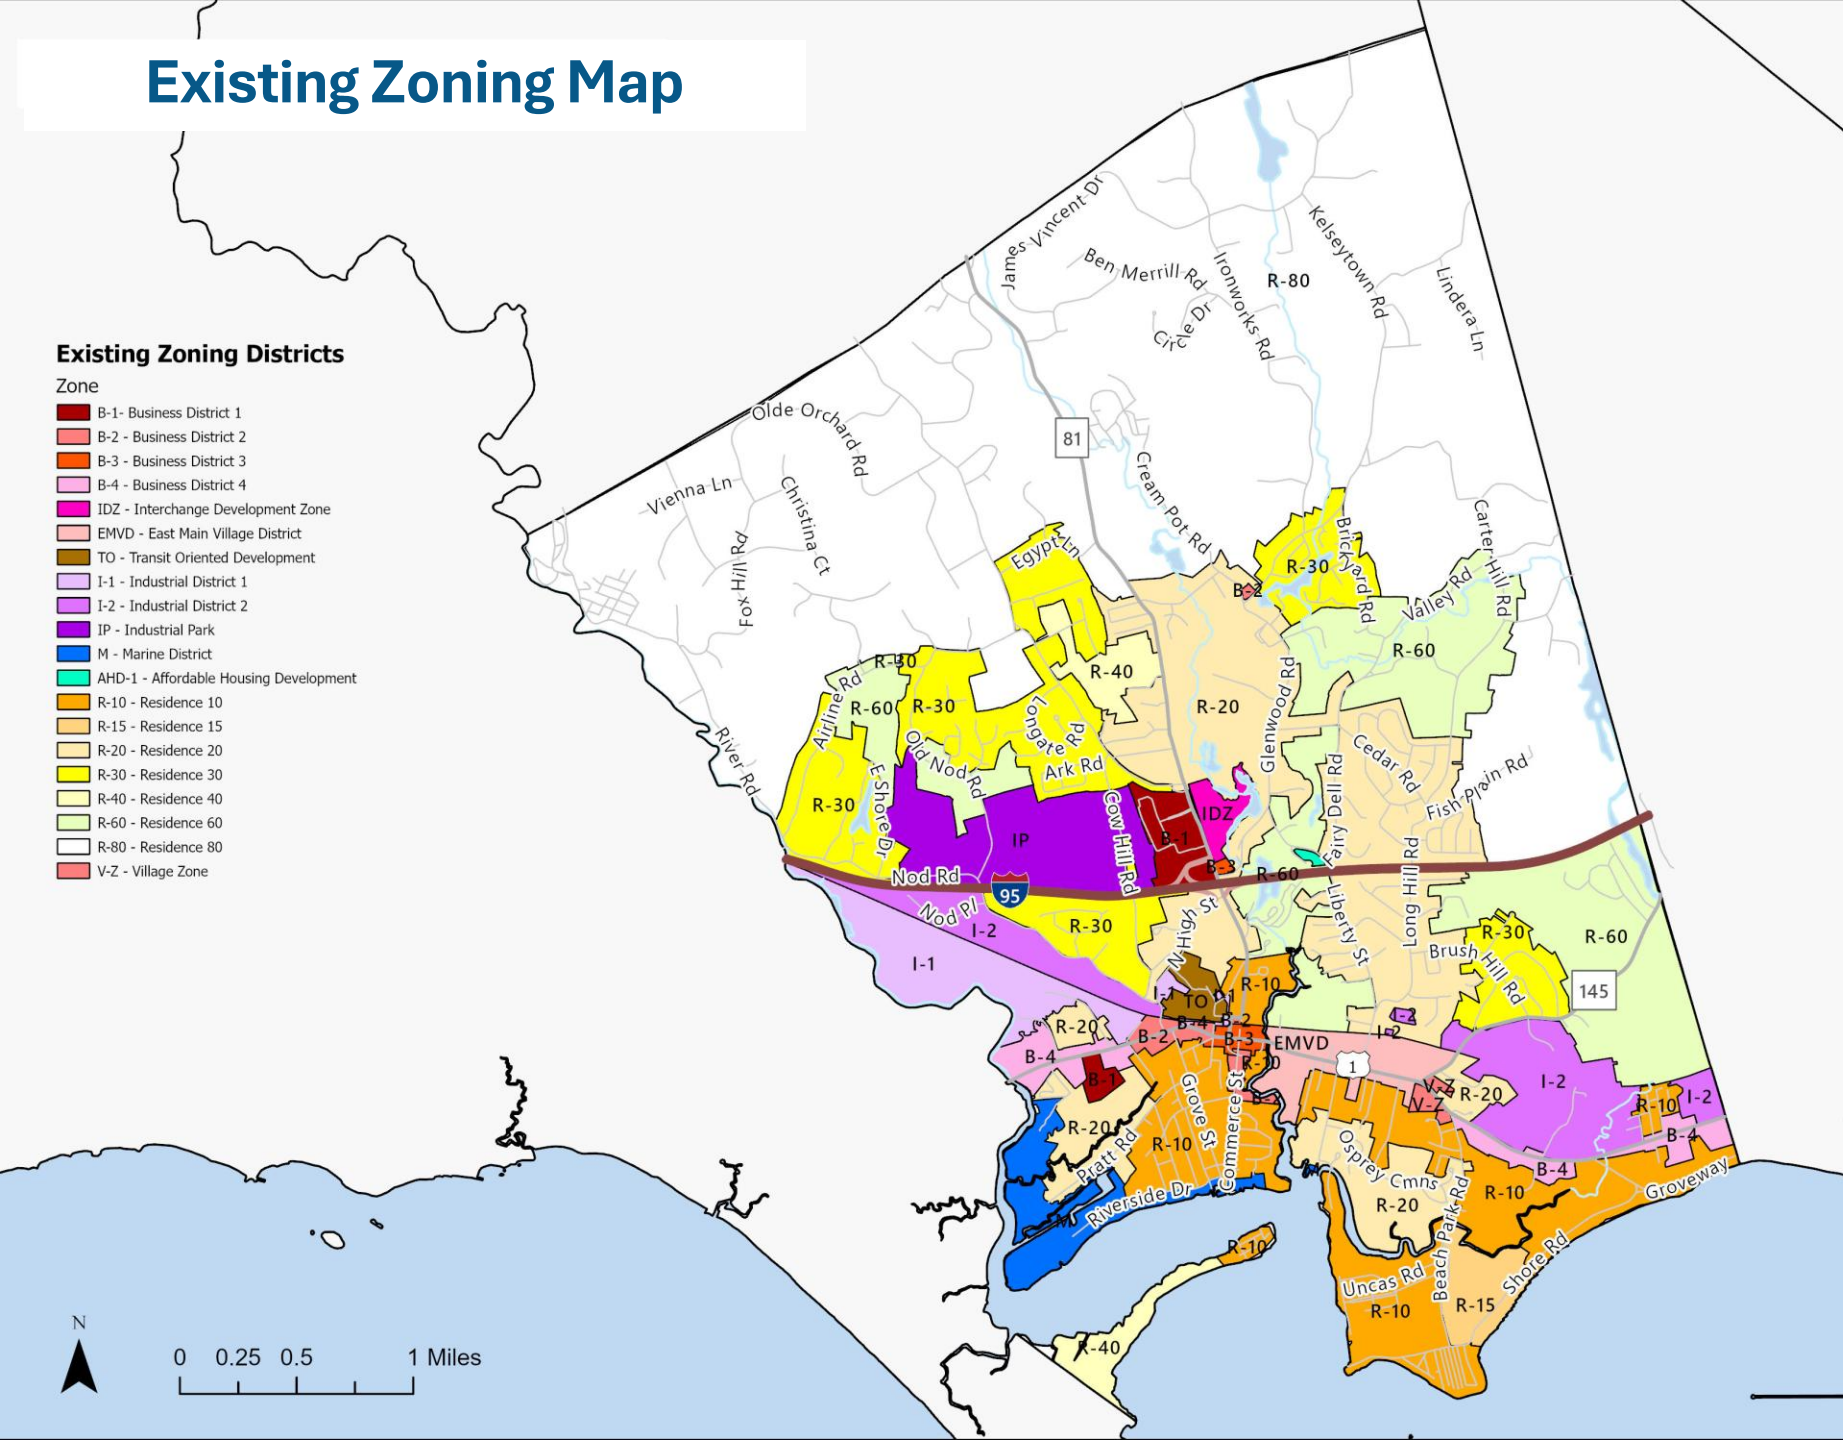 Existing Zoning Map
Existing Zoning Districts
Zone
B-1- Business District 1
B-2 - Business District 2
B-3 - Business District 3
B-4 - Business District 4
IDZ - Interchange Development Zone
EMVD - East Main Village District
TO - Transit Oriented Development
I-1 - Industrial District 1
I-2 - Industrial District 2
IP - Industrial Park
M - Marine District
AHD-1 - Affordable Housing Development
R-10 - Residence 10
R-15 - Residence 15
R-20 - Residence 20
R-30 - Residence 30
R-40 - Residence 40
R-60 - Residence 60
R-80 - Residence 80
V-Z - Village Zone
N
0 0.25 0.5 1 Miles
James Vincent Dr
Ben Merrill Rd
Circle Dr
Ironworks Rd
R-80
Kelseytown Rd
Lindera Ln
81
Olde Orchard Rd
Vienna Ln
Christina Ct
Fox Hill Rd
Cream Pot Rd
Egypt Ln
B-2
R-30
Brickyard Rd
Valley Rd
Carter Hill Rd
R-60
R-40
R-20
Glenwood Rd
R-30
Airline Rd
R-60
R-30
Old Nod Rd
Longate Rd
Ark Rd
River Rd
R-30
E Shore Dr
IP
Cow Hill Rd
B-1
IDZ
B-3
R-60
Cedar Rd
Fairy Dell Rd
Fish Plain Rd
Long Hill Rd
Liberty St
Nod Rd
95
Nod Pl
I-2
R-30
N High St
I-1
R-30
Brush Hill Rd
R-60
145
I-1
TO
I-1
R-10
R-20
B-4
B-2
B-4
B-2
B-3
R-10
EMVD
1
I-2
I-2
B-1
R-20
Pratt Rd
R-10
Grove St
Commerce St
B-2
V-Z
V-Z
R-20
I-2
R-10
I-2
B-4
B-4
Groveway
Osprey Cmns
R-20
R-10
Beach Park Rd
Shore Rd
M
M
Riverside Dr
R-10
Uncas Rd
R-10
R-15
R-40